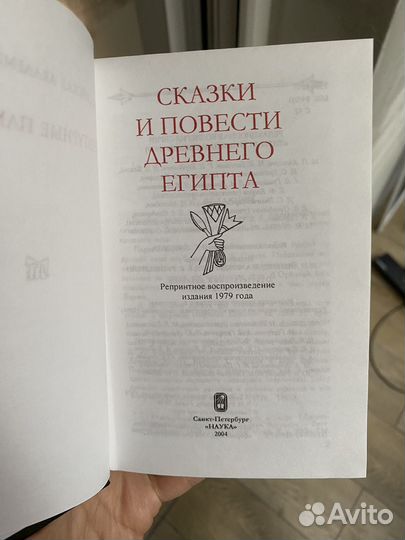 СКАЗКИ
И ПОВЕСТИ
ДРЕВНЕГО
ЕГИПТА
Репринтное воспроизведение
издания 1979 года
Санкт-Петербург
«НАУКА»
2004
Avito